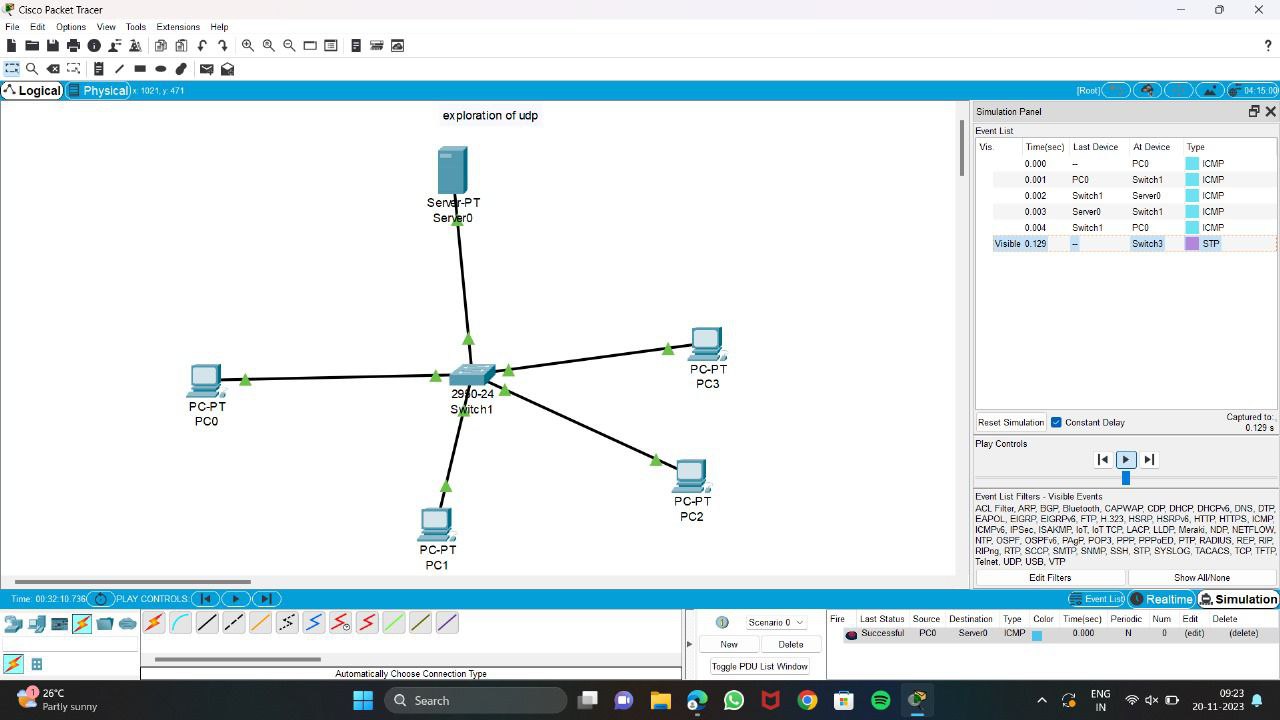 Cisco Packet Tracer
File Edit Options View Tools Extensions Help
?
Logical Physical x: 1021, y: 471 [Root] 04:15:00
exploration of udp
Server-PT
Server0
PC-PT
PC0
2950-24
Switch1
PC-PT
PC3
PC-PT
PC2
PC-PT
PC1
Simulation Panel
Event List
Vis. Time(sec) Last Device At Device Type
0.000 -- PC0 ICMP
0.001 PC0 Switch1 ICMP
0.002 Switch1 Server0 ICMP
0.003 Server0 Switch1 ICMP
0.004 Switch1 PC0 ICMP
Visible 0.129 -- Switch3 STP
Reset Simulation Constant Delay Captured to:
0.129 s
Play Controls
Event List Filters - Visible Events
ACL Filter, ARP, BGP, Bluetooth, CAPWAP, CDP, DHCP, DHCPv6, DNS, DTP,
EAPOL, EIGRP, EIGRPv6, FTP, H.323, HSRP, HSRPv6, HTTP, HTTPS, ICMP,
ICMPv6, IPSec, ISAKMP, IoT, IoT TCP, LACP, LLDP, Meraki, NDP, NETFLOW,
NTP, OSPF, OSPFv6, PAgP, POP3, PPP, PPPoED, PTP, RADIUS, REP, RIP,
RIPng, RTP, SCCP, SMTP, SNMP, SSH, STP, SYSLOG, TACACS, TCP, TFTP,
Telnet, UDP, USB, VTP
Edit Filters Show All/None
Time: 00:32:10.736 PLAY CONTROLS: Event List Realtime Simulation
Automatically Choose Connection Type
Scenario 0
New Delete
Toggle PDU List Window
Fire Last Status Source Destination Type Color Time(sec) Periodic Num Edit Delete
Successful PC0 Server0 ICMP 0.000 N 0 (edit) (delete)
1
26°C
Partly sunny
Search
ENG
IN
09:23
20-11-2023